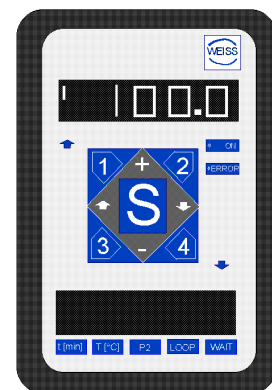 WEISS
' 100.0
ON
ERROR
1 + 2
S
3 - 4
t [min] T [°C] P2 LOOP WAIT